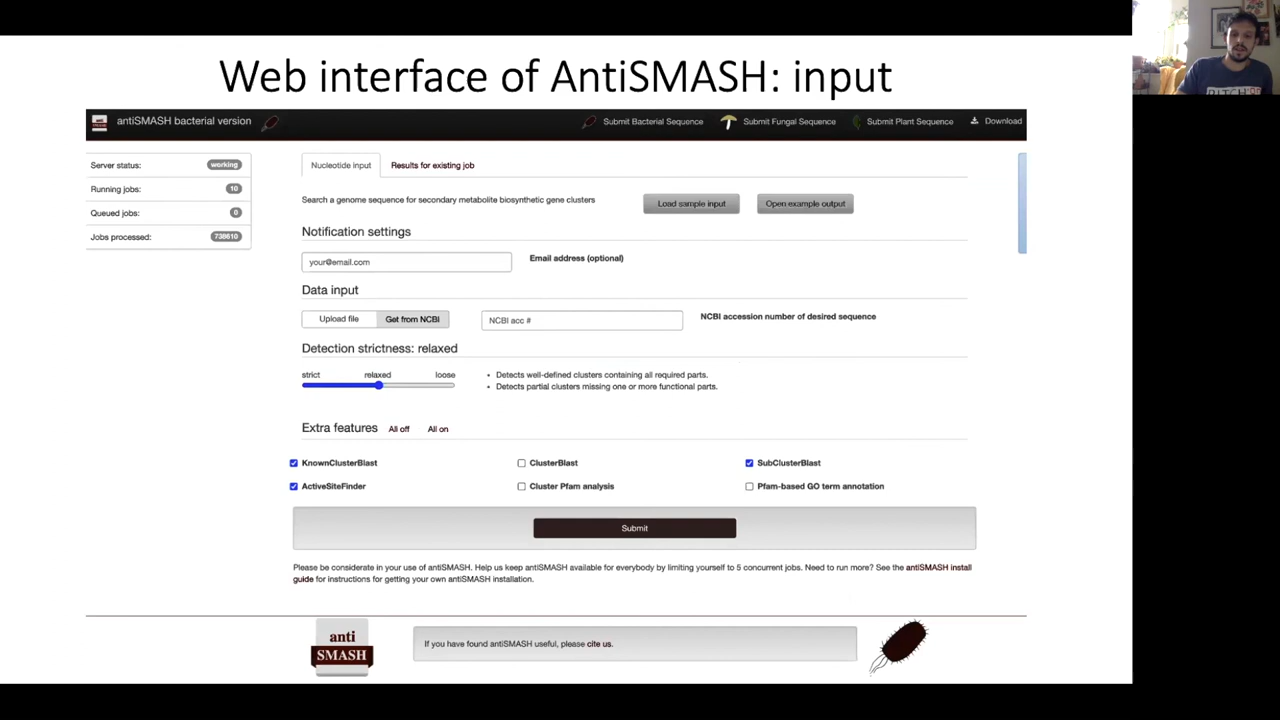 Web interface of AntiSMASH: input
antiSMASH bacterial version
Submit Bacterial Sequence
Submit Fungal Sequence
Submit Plant Sequence
Download
Server status: working
Running jobs: 10
Queued jobs: 0
Jobs processed: 738610
Nucleotide input
Results for existing job
Search a genome sequence for secondary metabolite biosynthetic gene clusters
Load sample input
Open example output
Notification settings
your@email.com
Email address (optional)
Data input
Upload file
Get from NCBI
NCBI acc #
NCBI accession number of desired sequence
Detection strictness: relaxed
strict relaxed loose
• Detects well-defined clusters containing all required parts.
• Detects partial clusters missing one or more functional parts.
Extra features All off All on
KnownClusterBlast
ClusterBlast
SubClusterBlast
ActiveSiteFinder
Cluster Pfam analysis
Pfam-based GO term annotation
Submit
Please be considerate in your use of antiSMASH. Help us keep antiSMASH available for everybody by limiting yourself to 5 concurrent jobs. Need to run more? See the antiSMASH install
guide for instructions for getting your own antiSMASH installation.
anti
SMASH
If you have found antiSMASH useful, please cite us.